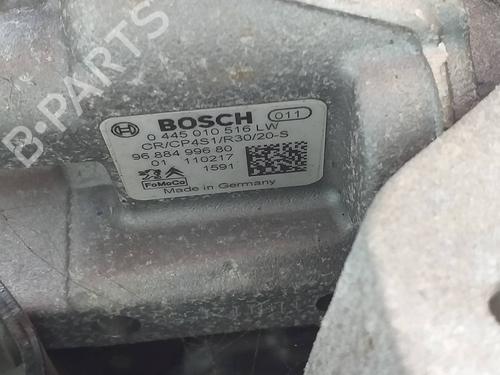 B-PARTS
BOSCH 011
0 445 010 516 LW
CR/CP4S1/R30/20-S
96 884 996 80
01 110217
1591
FoMoCo
Made in Germany